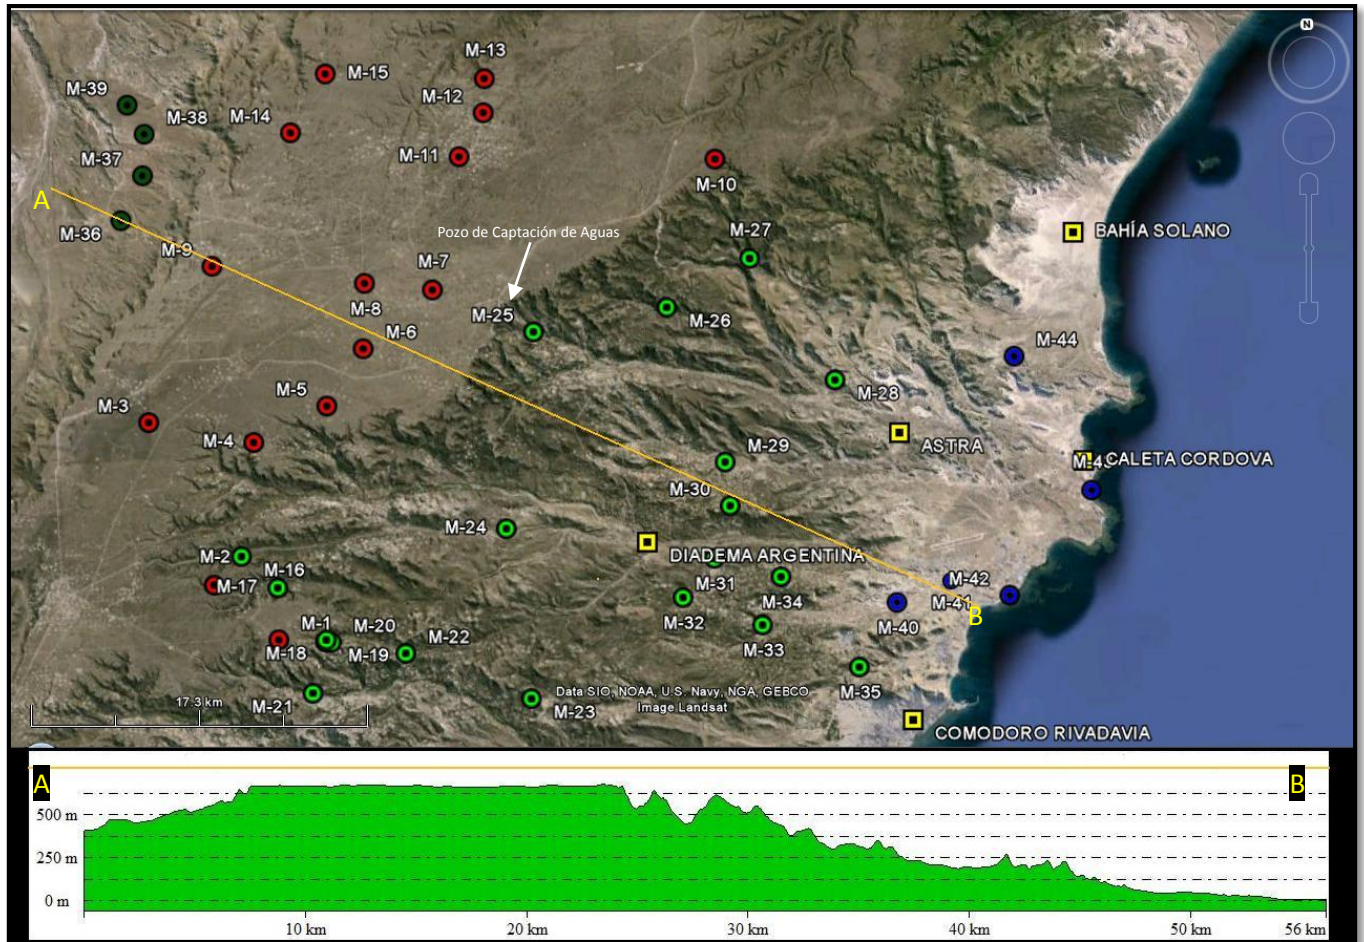 N
M-13
M-15
M-39
M-12
M-38
M-14
M-11
M-37
M-10
A
M-36
Pozo de Captación de Aguas
M-27
BAHÍA SOLANO
M-9
M-7
M-8
M-25
M-26
M-6
M-44
M-5
M-28
M-3
M-4
M-29
ASTRA
CALETA CORDOVA
M-30
M-24
M-2
DIADEMA ARGENTINA
M-16
M-17
M-31
M-42
M-34
M-41
M-32
B
M-40
M-1
M-20
M-22
M-33
M-18
M-19
M-35
17.3 km
M-21
M-23
Data SIO, NOAA, U.S. Navy, NGA, GEBCO
Image Landsat
COMODORO RIVADAVIA
A
B
500 m
250 m
0 m
10 km
20 km
30 km
40 km
50 km
56 km